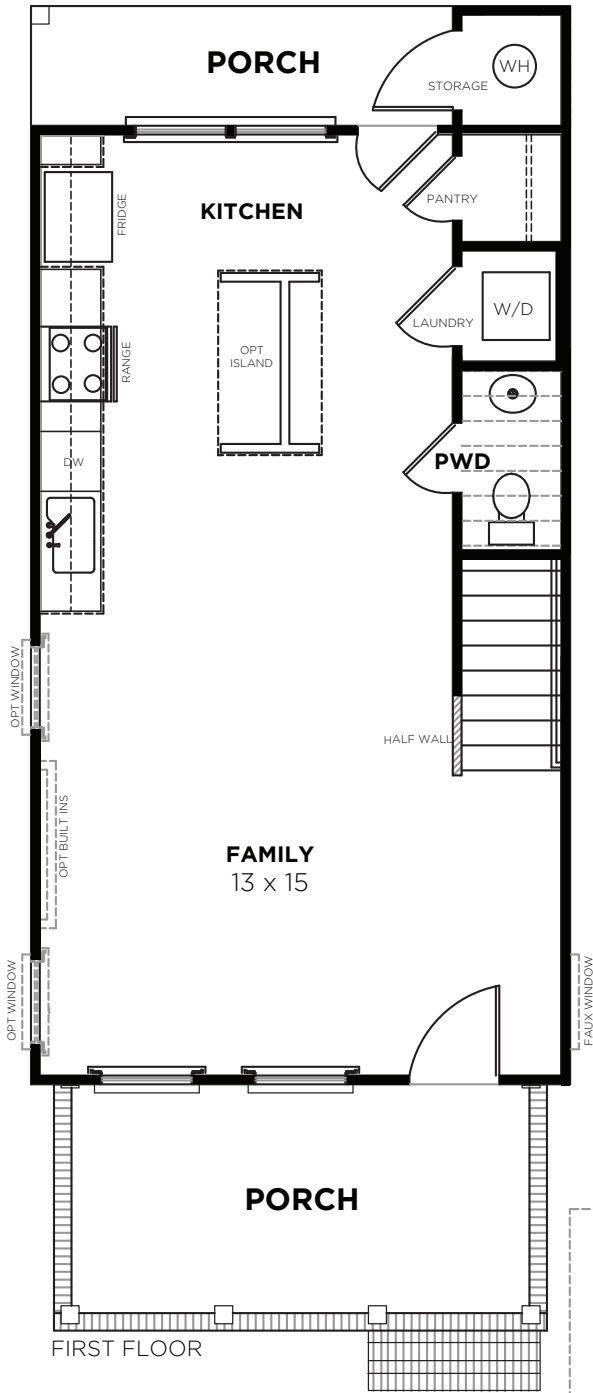 PORCH
WH
STORAGE
KITCHEN
PANTRY
FRIDGE
W/D
LAUNDRY
OPT
ISLAND
RANGE
DW
PWD
OPT WINDOW
HALF WALL
OPT BUILT INS
FAMILY
13 x 15
OPT WINDOW
FAUX WINDOW
PORCH
FIRST FLOOR